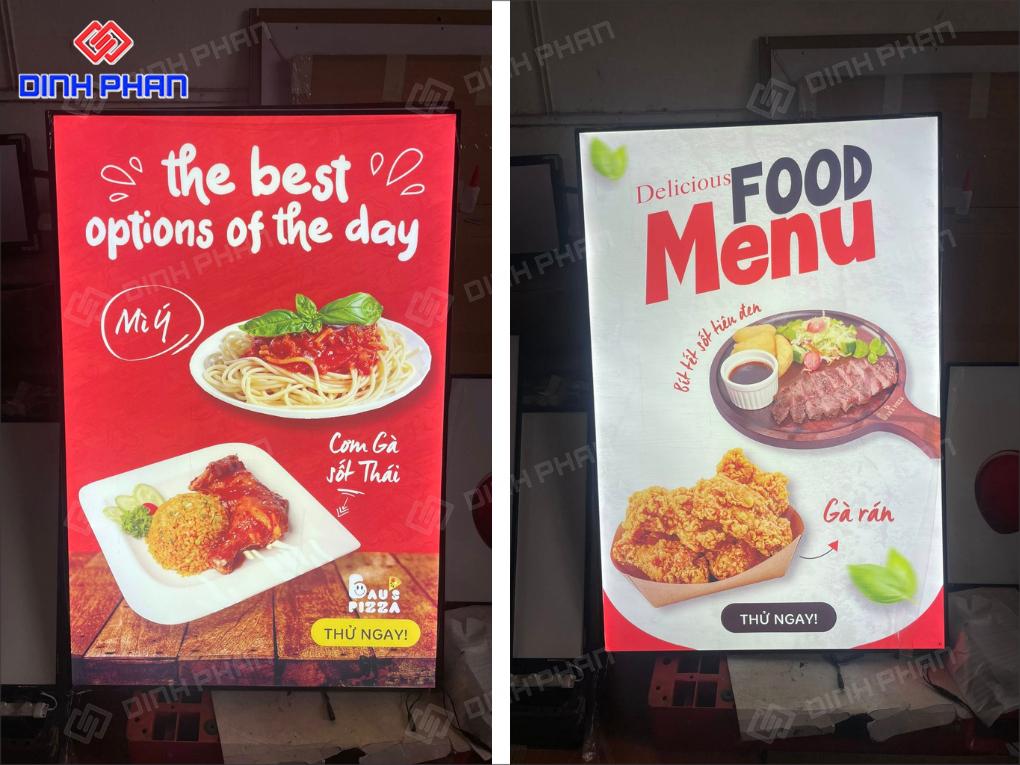 DINH PHAN
the best
options of the day
Mì Ý
Cơm Gà
sốt Thái
BAU'S
PIZZA
THỬ NGAY!
Delicious FOOD
Menu
Bít tết sốt tiêu đen
Gà rán
THỬ NGAY!